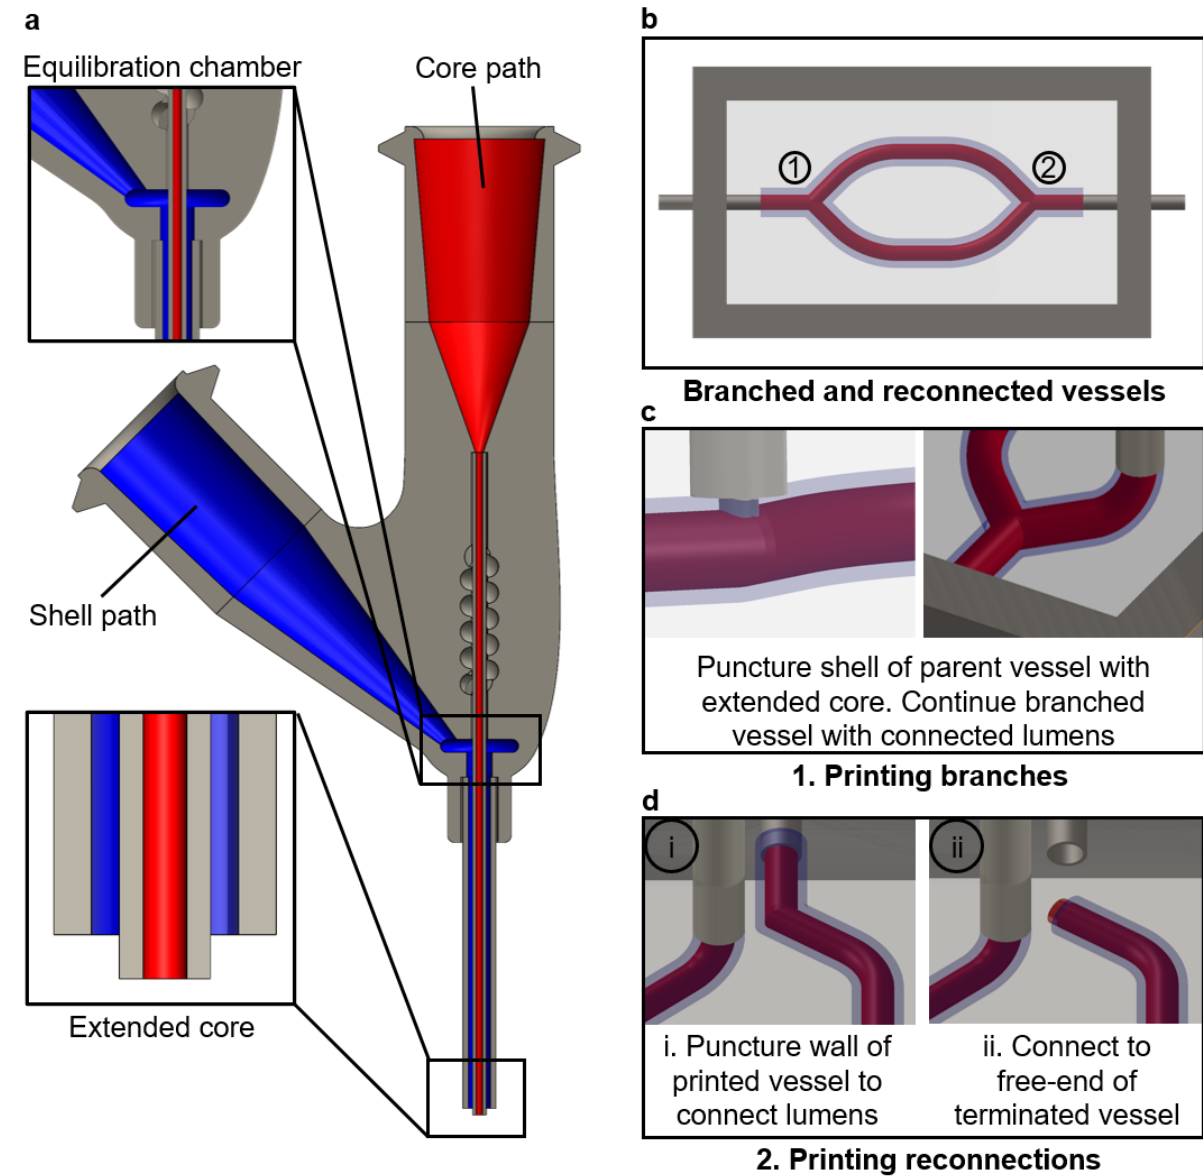 a
Equilibration chamber
Core path
Shell path
Extended core
b
1
2
Branched and reconnected vessels
c
Puncture shell of parent vessel with
extended core. Continue branched
vessel with connected lumens
1. Printing branches
d
i
ii
i. Puncture wall of
printed vessel to
connect lumens
ii. Connect to
free-end of
terminated vessel
2. Printing reconnections